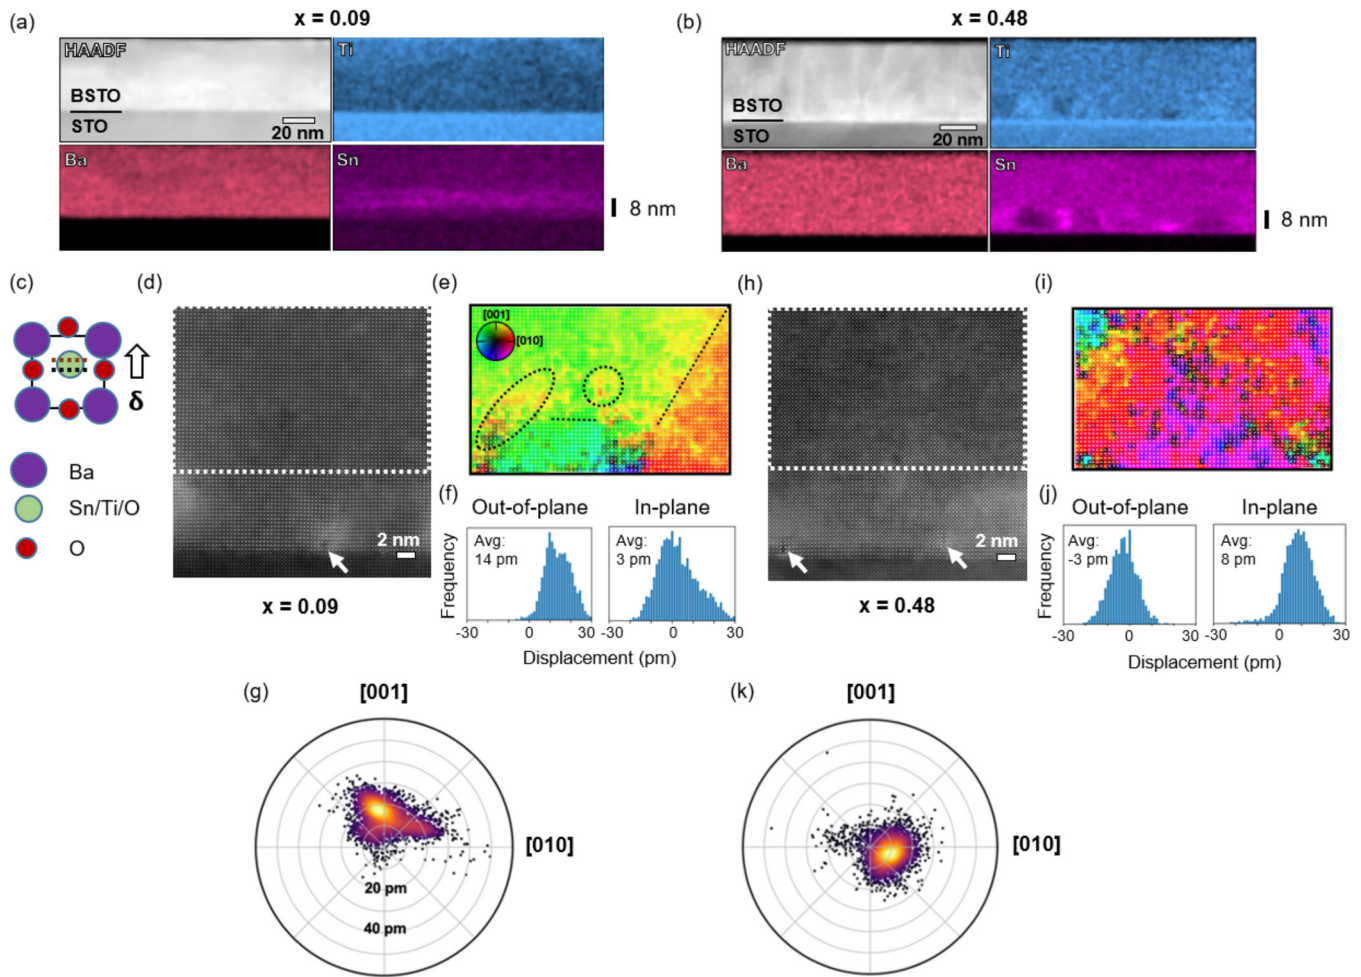 (a)
x = 0.09
(b)
x = 0.48
HAADF
Ti
BSTO
STO
20 nm
Ba
Sn
8 nm
HAADF
Ti
BSTO
STO
20 nm
Ba
Sn
8 nm
(c)
δ
Ba
Sn/Ti/O
O
(d)
2 nm
x = 0.09
(e)
[001]
[010]
(f)
Out-of-plane
In-plane
Frequency
Avg:
14 pm
Avg:
3 pm
-30
0
30
0
30
Displacement (pm)
(h)
2 nm
x = 0.48
(i)
(j)
Out-of-plane
In-plane
Frequency
Avg:
-3 pm
Avg:
8 pm
-30
0
30
-30
0
30
Displacement (pm)
(g)
[001]
[010]
20 pm
40 pm
(k)
[001]
[010]